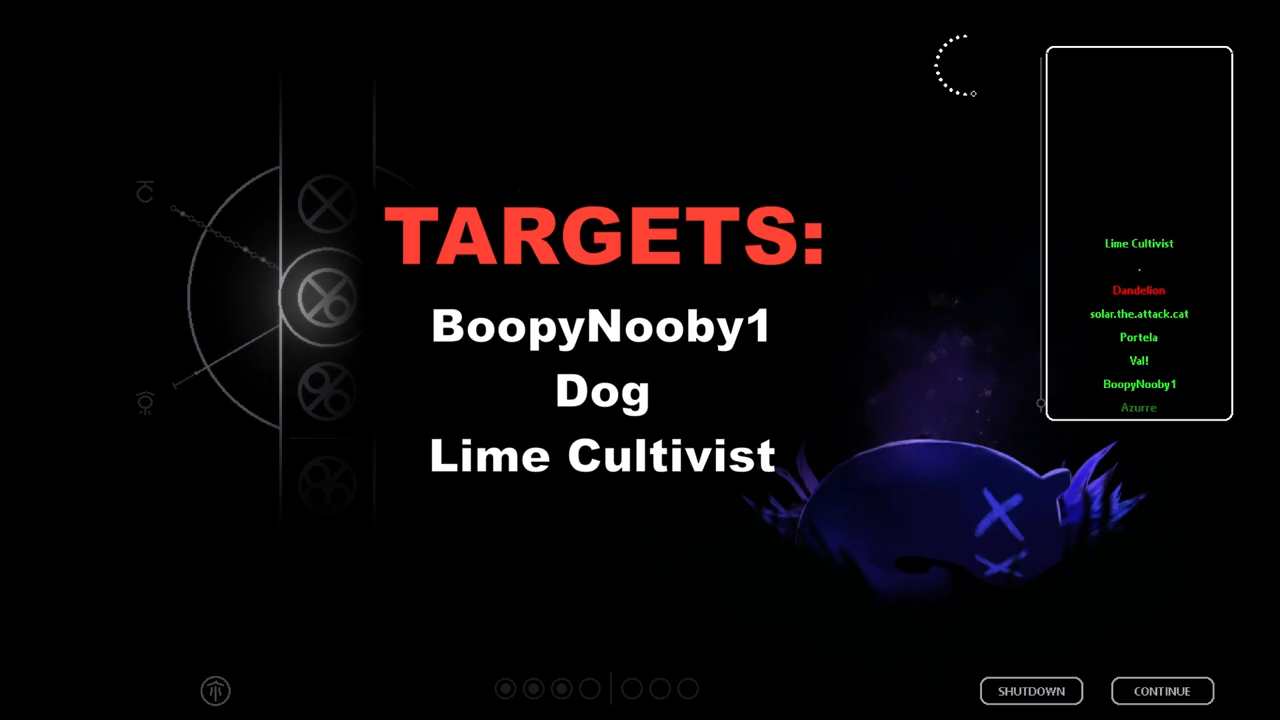 TARGETS:
BoopyNooby1
Dog
Lime Cultivist
Lime Cultivist
.
Dandelion
solar.the.attack.cat
Portela
Val!
BoopyNooby1
Azurre
SHUTDOWN
CONTINUE